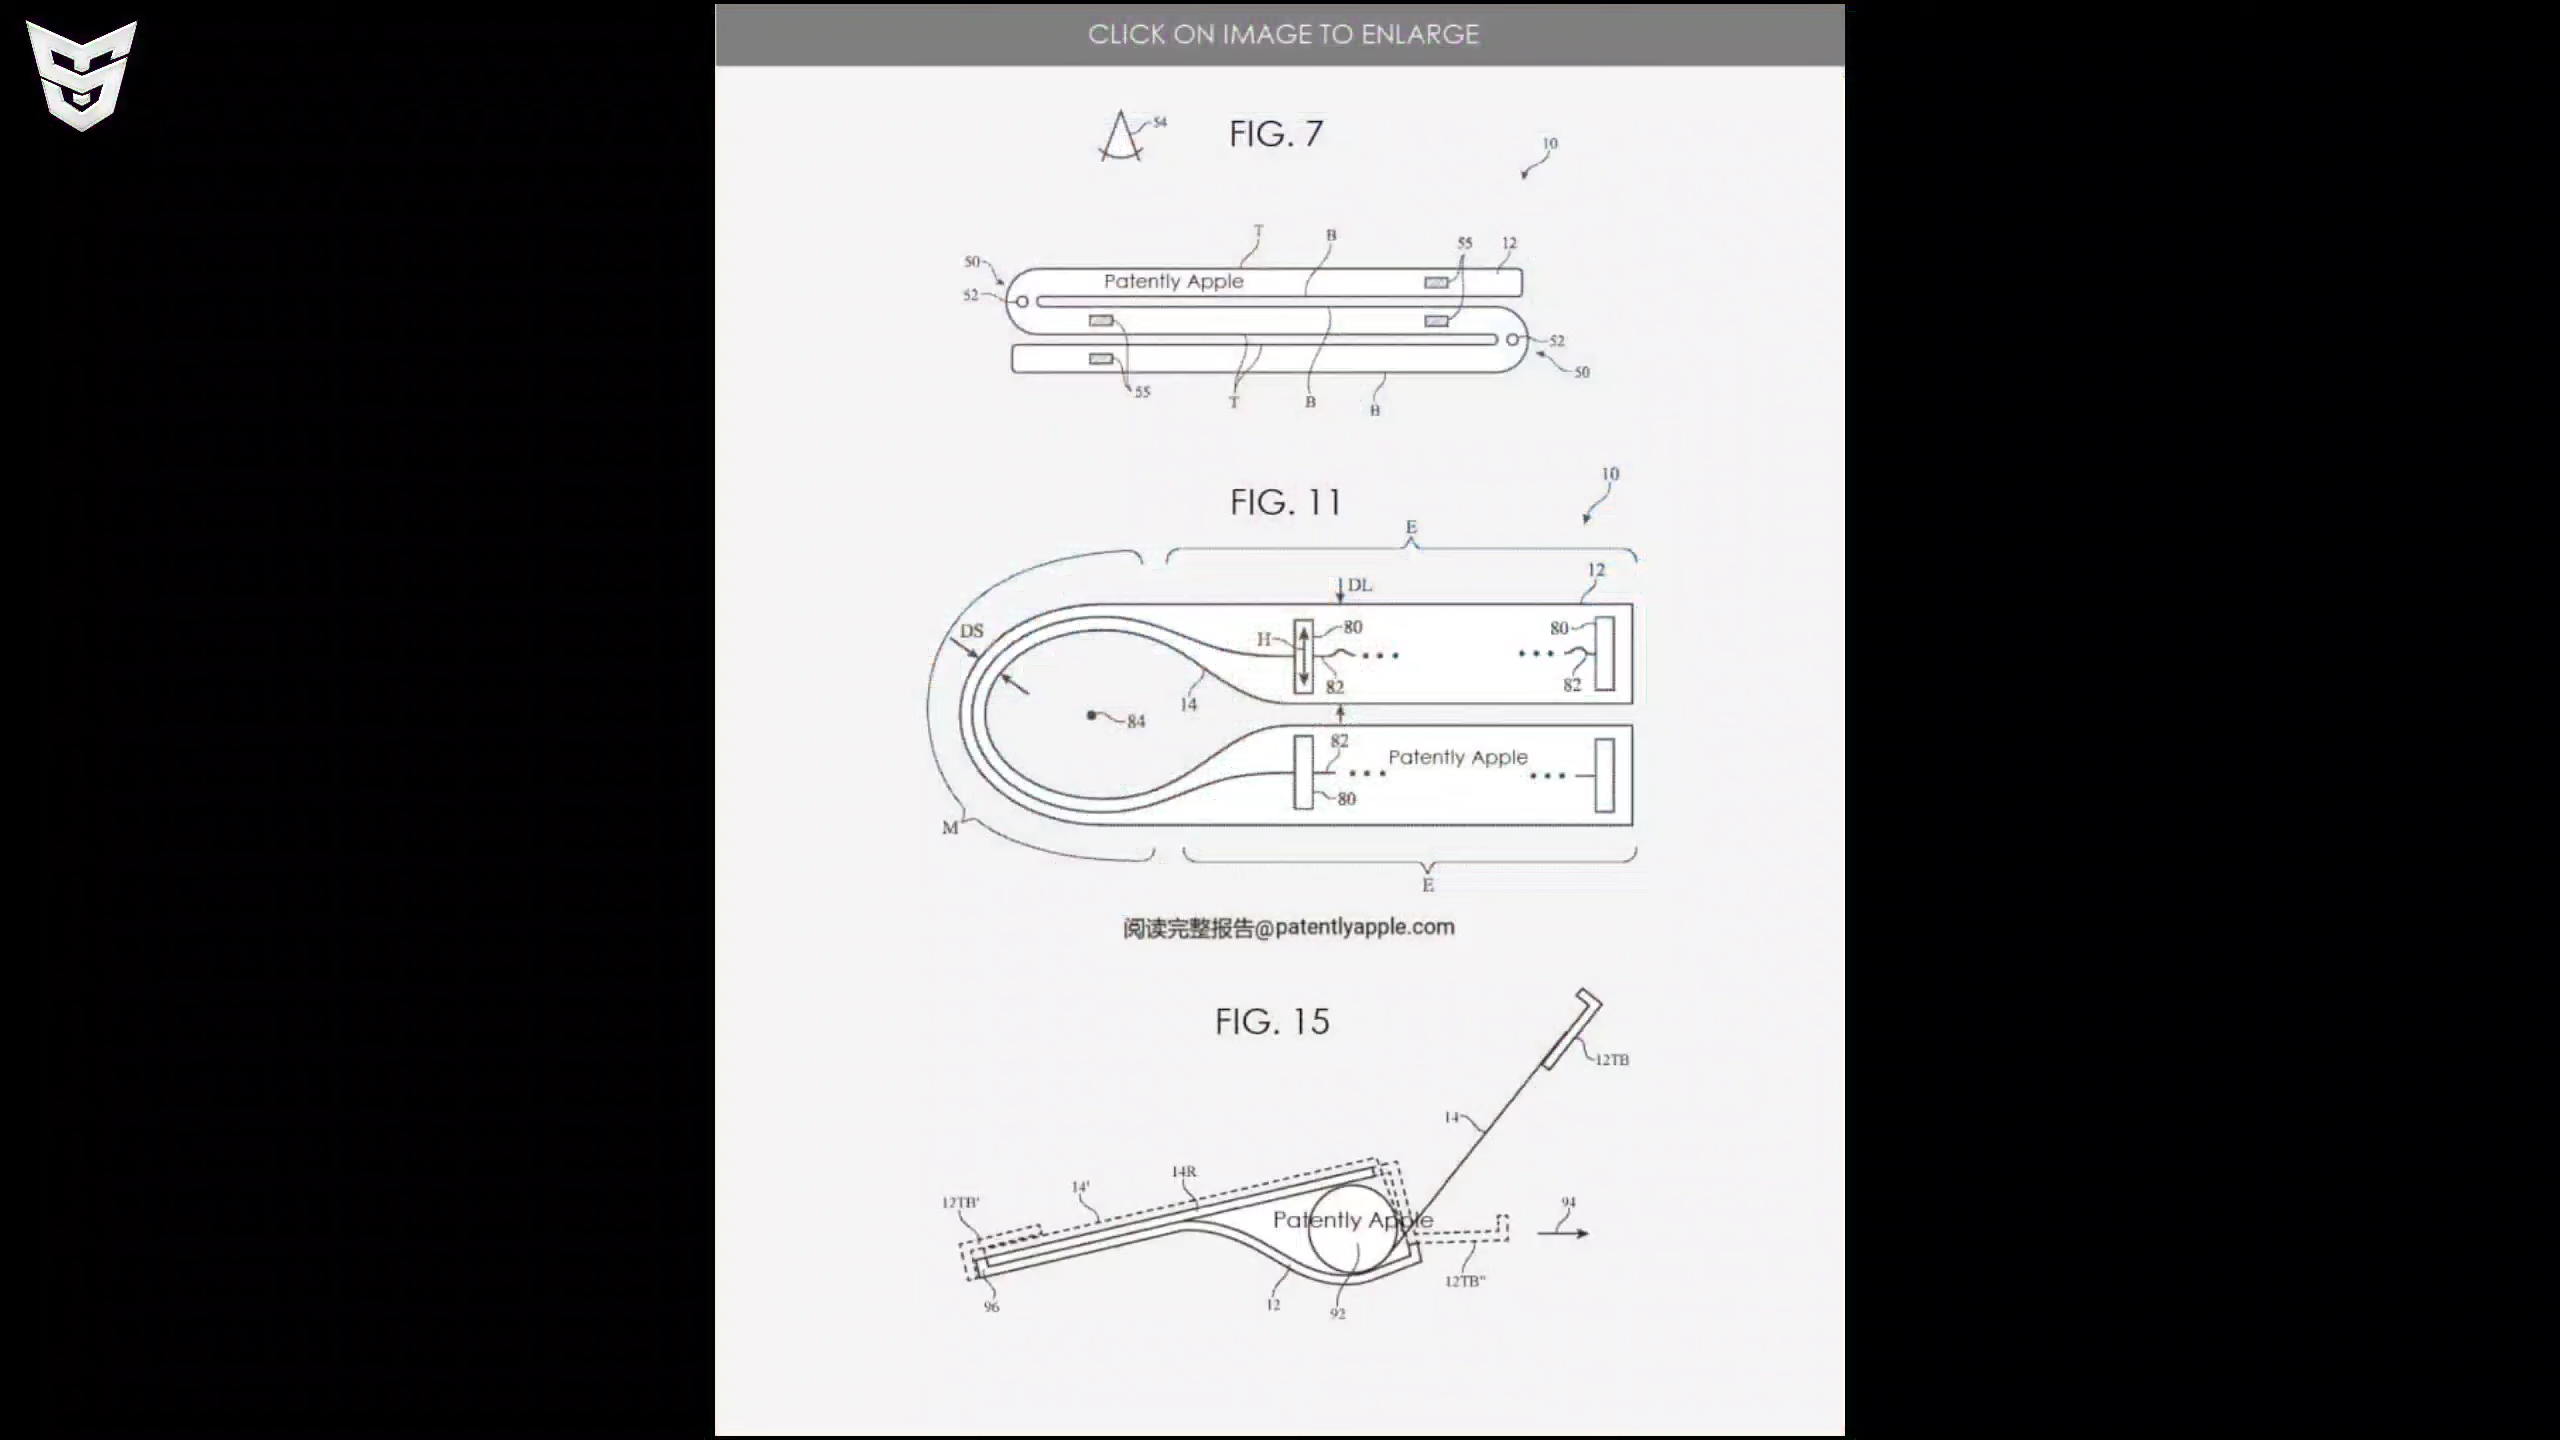 CLICK ON IMAGE TO ENLARGE
54
FIG. 7
10
T
B
55
12
50
Patently Apple
52
52
50
55
T
B
B
10
FIG. 11
E
12
DL
DS
80
80
H
82
82
14
84
82
Patently Apple
80
M
E
阅读完整报告@patentlyapple.com
FIG. 15
12TB
14
14R
14'
12TB'
94
Patently Apple
12TB"
96
12
92